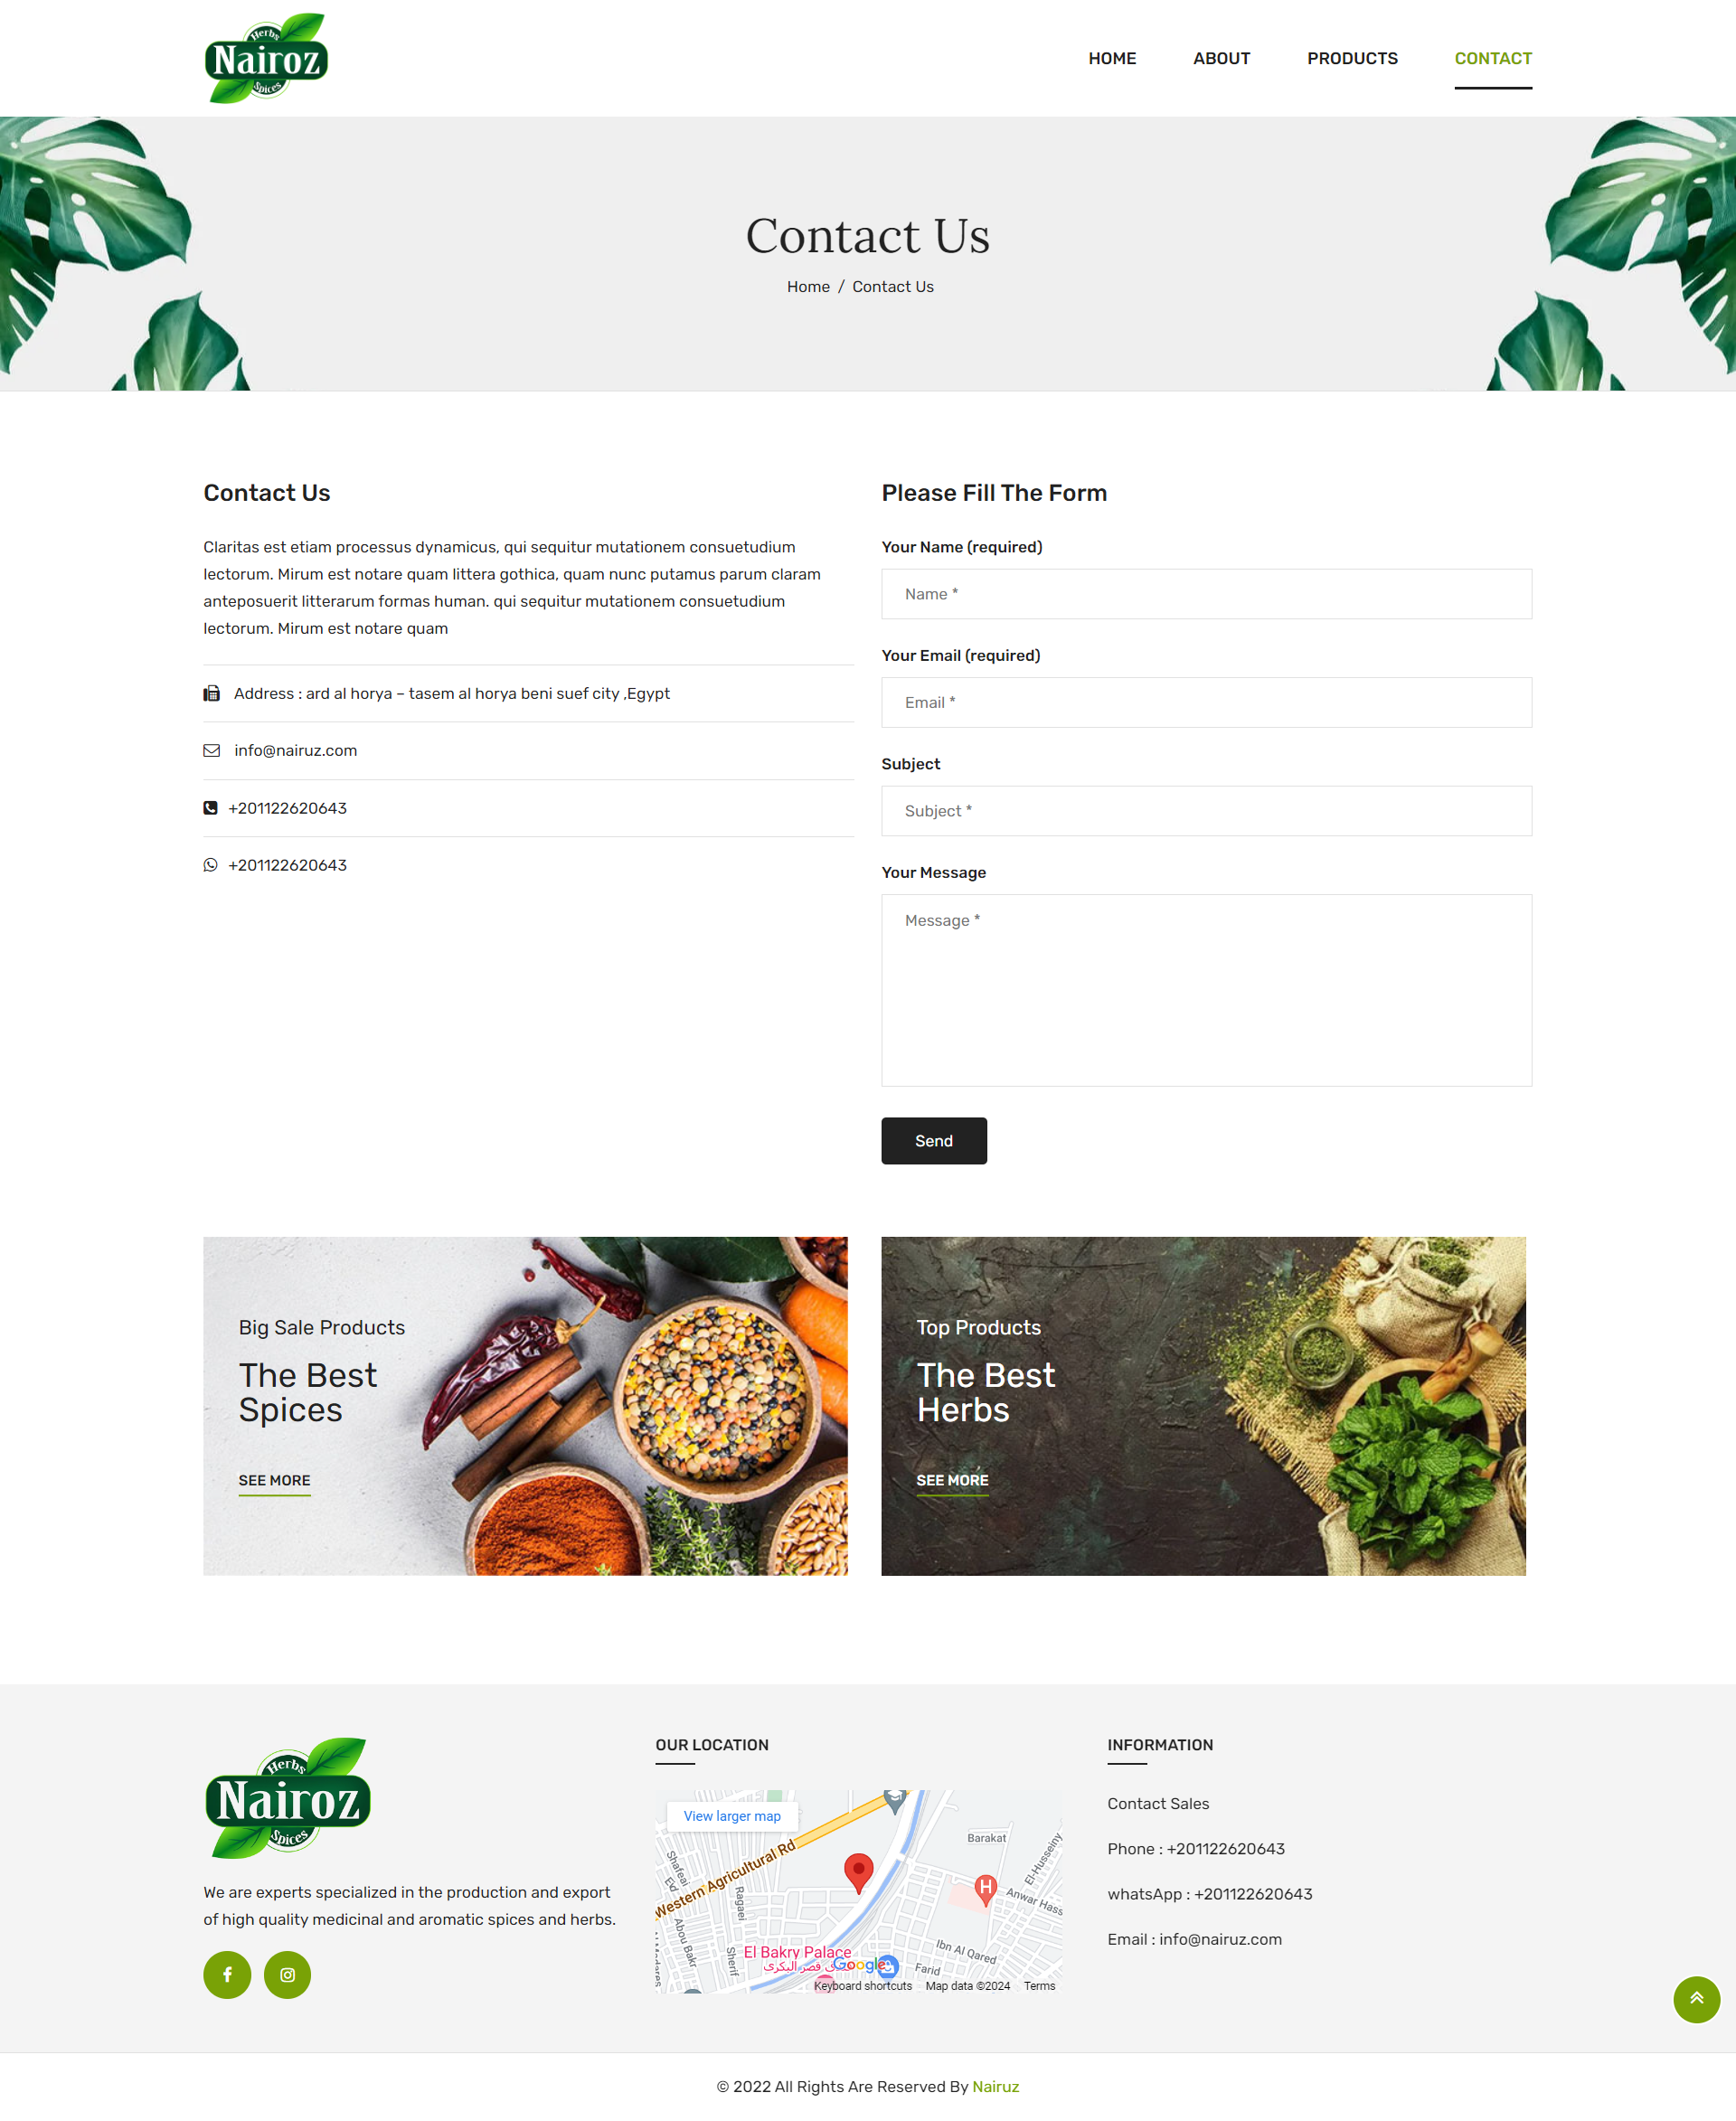 Herbs
Nairoz
Spices
HOME
ABOUT
PRODUCTS
CONTACT
Contact Us
Home / Contact Us
Contact Us
Claritas est etiam processus dynamicus, qui sequitur mutationem consuetudium
lectorum. Mirum est notare quam littera gothica, quam nunc putamus parum claram
anteposuerit litterarum formas human. qui sequitur mutationem consuetudium
lectorum. Mirum est notare quam
Address : ard al horya – tasem al horya beni suef city ,Egypt
info@nairuz.com
+201122620643
+201122620643
Please Fill The Form
Your Name (required)
Name *
Your Email (required)
Email *
Subject
Subject *
Your Message
Message *
Send
Big Sale Products
The Best
Spices
SEE MORE
Top Products
The Best
Herbs
SEE MORE
Herbs
Nairoz
Spices
We are experts specialized in the production and export
of high quality medicinal and aromatic spices and herbs.
OUR LOCATION
View larger map
Western Agricultural Rd
Shafeai
Eid
Abou Bakr
Ragaei
Sherif
Barakat
El-Husseiny
H
Anwar Hass
Ibn Al Qared
Farid
El Bakry Palace
قصر البكرى
Google
Keyboard shortcuts
Map data ©2024
Terms
INFORMATION
Contact Sales
Phone : +201122620643
whatsApp : +201122620643
Email : info@nairuz.com
© 2022 All Rights Are Reserved By Nairuz